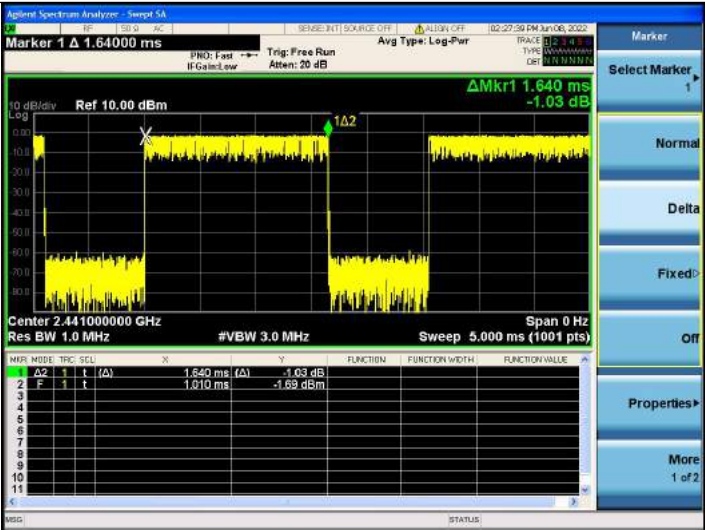 Agilent Spectrum Analyzer - Swept SA
RF 50 Ω AC SENSE:INT SOURCE OFF ALIGN OFF 02:27:39 PM Jun 08, 2022
Marker 1 Δ 1.64000 ms
PNO: Fast
IFGain:Low
Trig: Free Run
Atten: 20 dB
Avg Type: Log-Pwr
TRACE 1 2 3 4 5 6
TYPE
DET N N N N N N
ΔMkr1 1.640 ms
-1.03 dB
10 dB/div Ref 10.00 dBm
Log
0.00
-10.0
-20.0
-30.0
-40.0
-50.0
-60.0
-70.0
-80.0
X
1Δ2
Center 2.441000000 GHz Span 0 Hz
Res BW 1.0 MHz #VBW 3.0 MHz Sweep 5.000 ms (1001 pts)
MKR MODE TRC SCL X Y FUNCTION FUNCTION WIDTH FUNCTION VALUE
1 Δ2 1 t (Δ) 1.640 ms (Δ) -1.03 dB
2 F 1 t 1.010 ms -1.69 dBm
3
4
5
6
7
8
9
10
11
MSG STATUS
Marker
Select Marker
1
Normal
Delta
Fixed
Off
Properties
More
1 of 2